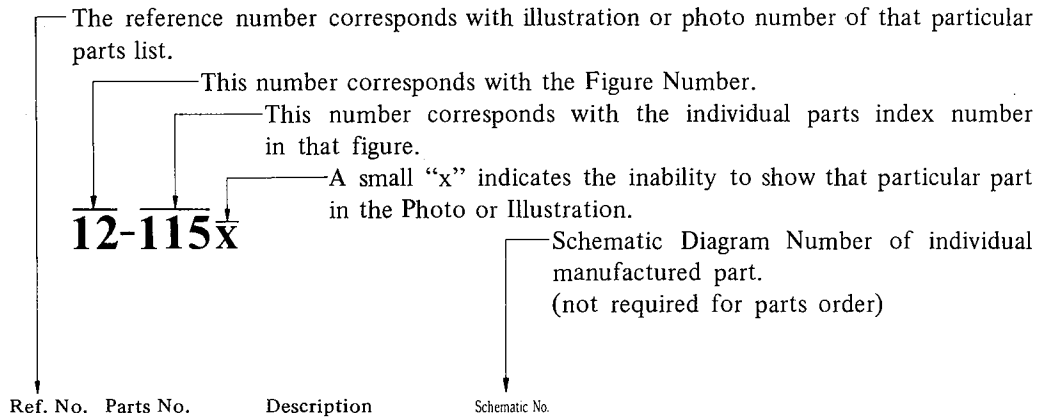 The reference number corresponds with illustration or photo number of that particular
parts list.
This number corresponds with the Figure Number.
This number corresponds with the individual parts index number
in that figure.
A small “x” indicates the inability to show that particular part
in the Photo or Illustration.
12-115x
Schematic Diagram Number of individual
manufactured part.
(not required for parts order)
Ref. No. Parts No. Description Schematic No.